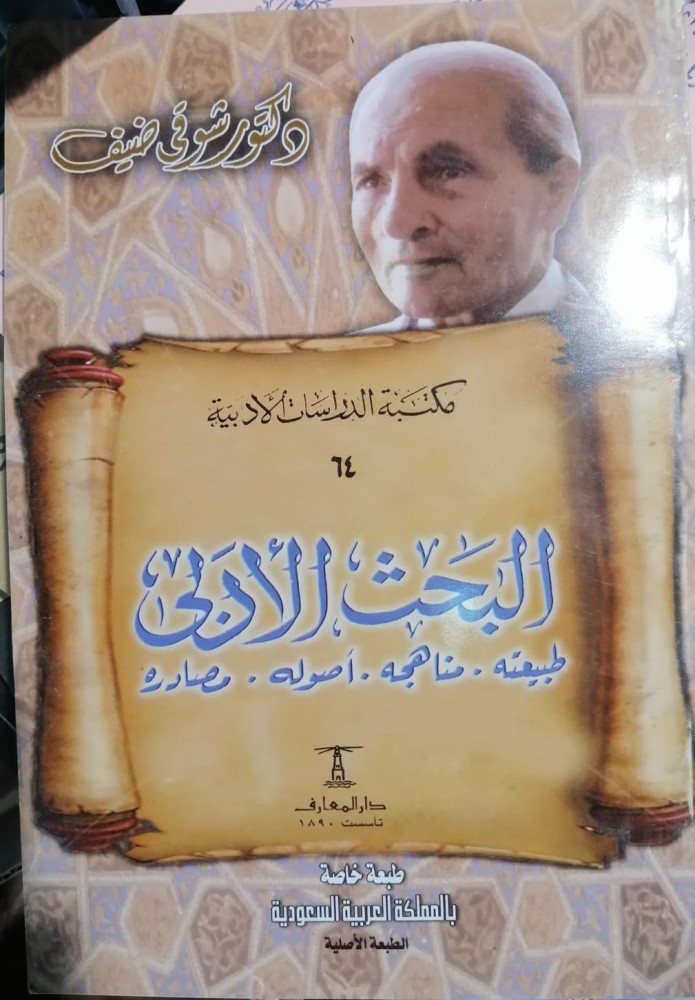 دكتور شوقي ضيف
مكتبة الدراسات الأدبية
٦٤
البحث الأدبى
طبيعته . مناهجه . أصوله . مصادره
دار المعارف
تأسست ١٨٩٠
طبعة خاصة
بالمملكة العربية السعودية
الطبعة الأصلية